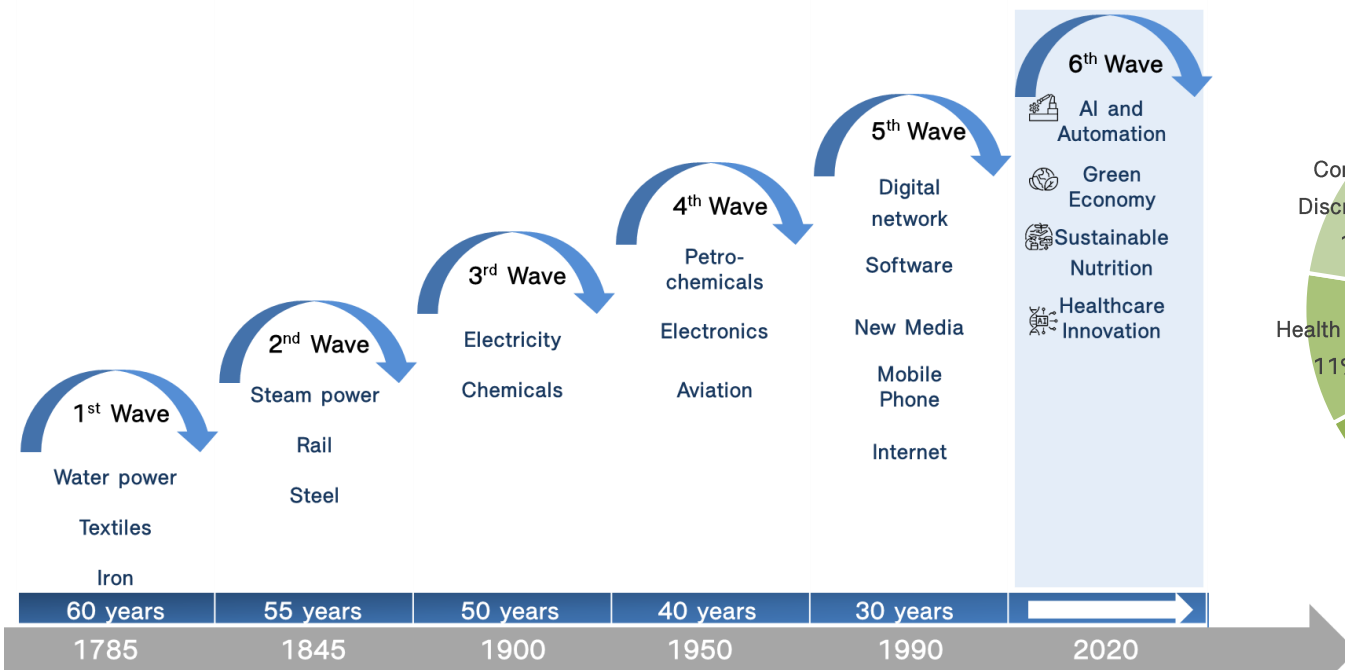 1st Wave
Water power
Textiles
Iron
2nd Wave
Steam power
Rail
Steel
3rd Wave
Electricity
Chemicals
4th Wave
Petro-
chemicals
Electronics
Aviation
5th Wave
Digital
network
Software
New Media
Mobile
Phone
Internet
6th Wave
AI and
Automation
Green
Economy
Sustainable
Nutrition
Healthcare
Innovation
AI
60 years
55 years
50 years
40 years
30 years
1785
1845
1900
1950
1990
2020
Health